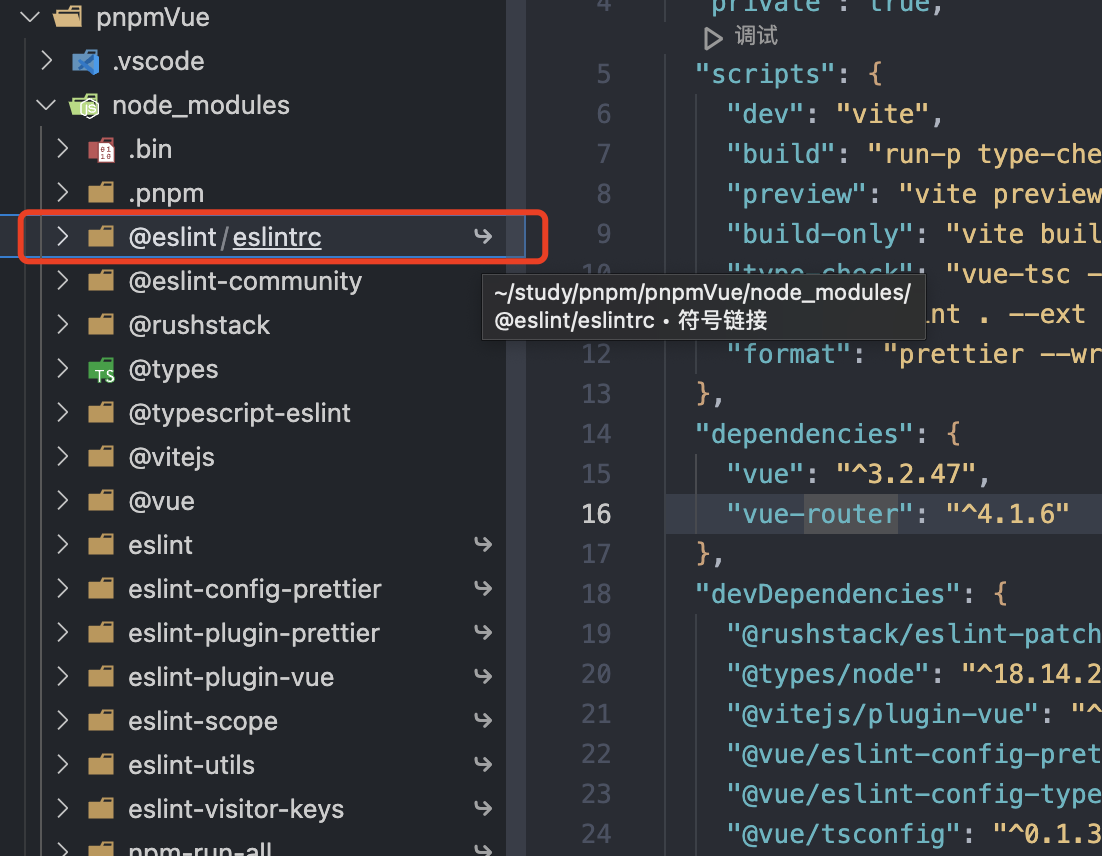 pnpmVue
.vscode
node_modules
.bin
.pnpm
@eslint/eslintrc
@eslint-community
@rushstack
@types
@typescript-eslint
@vitejs
@vue
eslint
eslint-config-prettier
eslint-plugin-prettier
eslint-plugin-vue
eslint-scope
eslint-utils
eslint-visitor-keys
npm-run-all
~/study/pnpm/pnpmVue/node_modules/
@eslint/eslintrc • 符号链接
4 "private": true,
调试
5 "scripts": {
6 "dev": "vite",
7 "build": "run-p type-che
8 "preview": "vite preview
9 "build-only": "vite buil
10 "type-check": "vue-tsc -
nt . --ext
12 "format": "prettier --wr
13 },
14 "dependencies": {
15 "vue": "^3.2.47",
16 "vue-router": "^4.1.6"
17 },
18 "devDependencies": {
19 "@rushstack/eslint-patch
20 "@types/node": "^18.14.2
21 "@vitejs/plugin-vue": "^
22 "@vue/eslint-config-pret
23 "@vue/eslint-config-type
24 "@vue/tsconfig": "^0.1.3